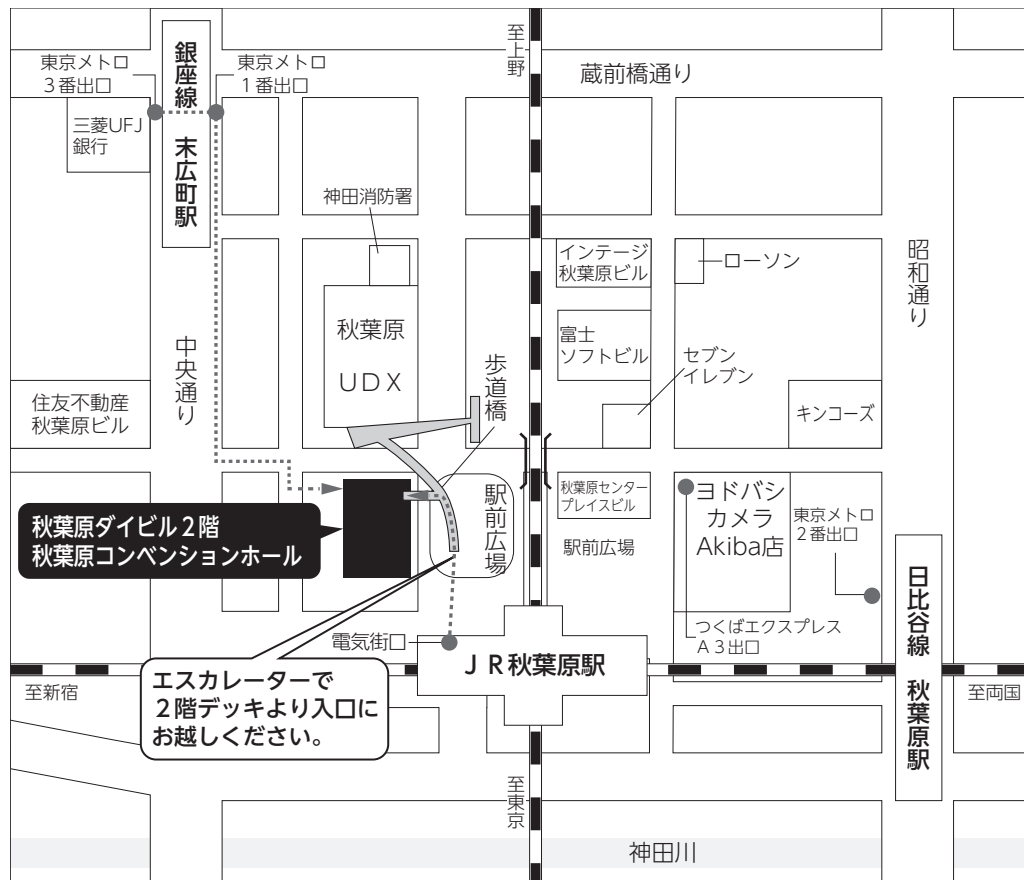 至上野
銀座線 末広町駅
東京メトロ
3番出口
東京メトロ
1番出口
蔵前橋通り
三菱UFJ
銀行
神田消防署
インテージ
秋葉原ビル
ローソン
昭和通り
秋葉原
UDX
富士
ソフトビル
中央通り
歩道橋
セブン
イレブン
住友不動産
秋葉原ビル
キンコーズ
駅前広場
秋葉原センター
プレイスビル
ヨドバシ
カメラ
Akiba店
東京メトロ
2番出口
秋葉原ダイビル2階
秋葉原コンベンションホール
駅前広場
日比谷線 秋葉原駅
電気街口
つくばエクスプレス
A3出口
JR秋葉原駅
至新宿
エスカレーターで
2階デッキより入口に
お越しください。
至両国
至東京
神田川